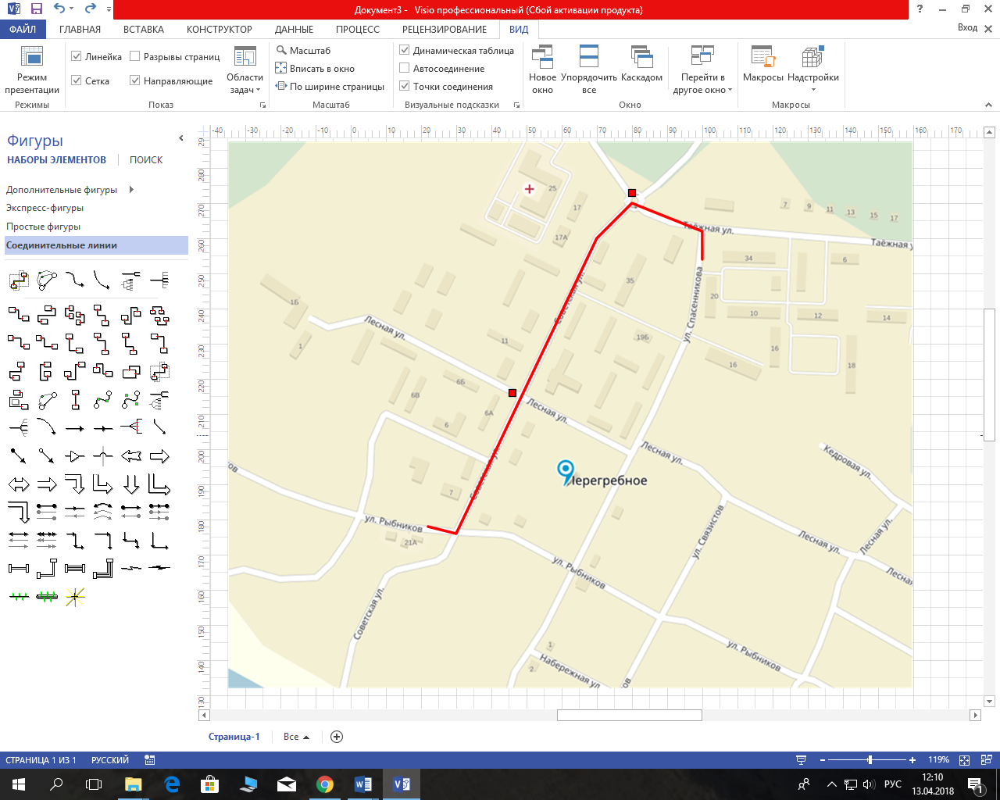 Документ3 - Visio профессиональный (Сбой активации продукта)
ФАЙЛ ГЛАВНАЯ ВСТАВКА КОНСТРУКТОР ДАННЫЕ ПРОЦЕСС РЕЦЕНЗИРОВАНИЕ ВИД Вход
Режим презентации
Режимы
Линейка Разрывы страниц
Сетка Направляющие
Области задач
Показ
Масштаб
Вписать в окно
По ширине страницы
Масштаб
Динамическая таблица
Автосоединение
Точки соединения
Визуальные подсказки
Новое окно
Упорядочить все
Каскадом
Перейти в другое окно
Окно
Макросы
Надстройки
Макросы
Фигуры
НАБОРЫ ЭЛЕМЕНТОВ ПОИСК
Дополнительные фигуры
Экспресс-фигуры
Простые фигуры
Соединительные линии
-40 -30 -20 -10 0 10 20 30 40 50 60 70 80 90 100 110 120 130 140 150 160 170
29
280
270
260
250
240
230
220
210
200
190
180
170
160
150
140
130
25
17
17А
7 9 11 13 15 17
Таёжная ул.
Таёжная у
34
6
35
20
10
12
14
1Б
1
11
19Б
16
16
18
6Б
6В
6А
6
7
21А
1
2
Советская ул.
ул. Спасенникова
Лесная ул.
Лесная ул.
Лесная ул.
Кедровая ул.
Перегребное
Советская ул.
ул. Рыбников
ов
ул. Связистов
Лесная ул.
Лесная ул.
Лесная
ул. Рыбников
Советская ул.
ул. Рыбников
Набережная ул.
ов
Страница-1 Все
СТРАНИЦА 1 ИЗ 1 РУССКИЙ 119%
РУС
12:10
13.04.2018
1